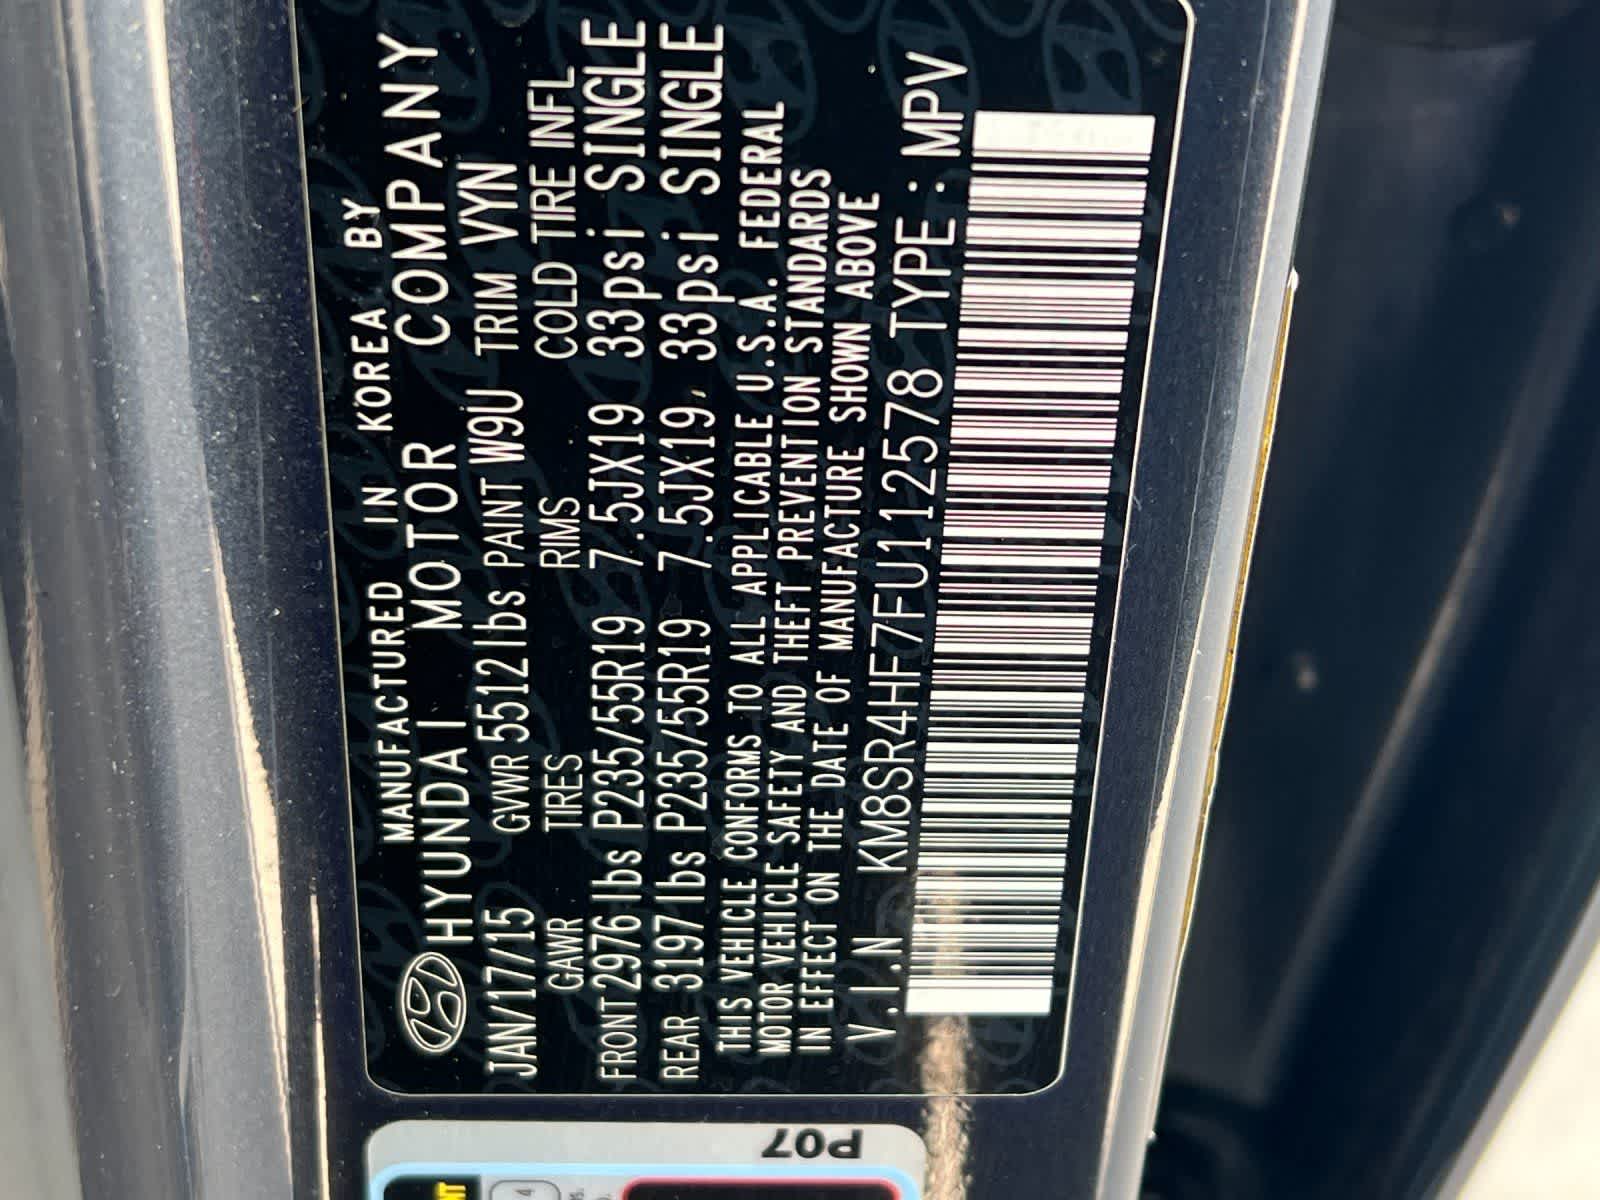 MANUFACTURED IN KOREA BY
HYUNDAI MOTOR COMPANY
JAN/17/15 GVWR 5512lbs PAINT W9U TRIM VYN
GAWR TIRES RIMS COLD TIRE INFL
FRONT 2976lbs P235/55R19 7.5JX19 33psi SINGLE
REAR 3197lbs P235/55R19 7.5JX19 33psi SINGLE
THIS VEHICLE CONFORMS TO ALL APPLICABLE U.S.A. FEDERAL
MOTOR VEHICLE SAFETY AND THEFT PREVENTION STANDARDS
IN EFFECT ON THE DATE OF MANUFACTURE SHOWN ABOVE
V.I.N KM8SR4HF7FU112578 TYPE : MPV
P07
4